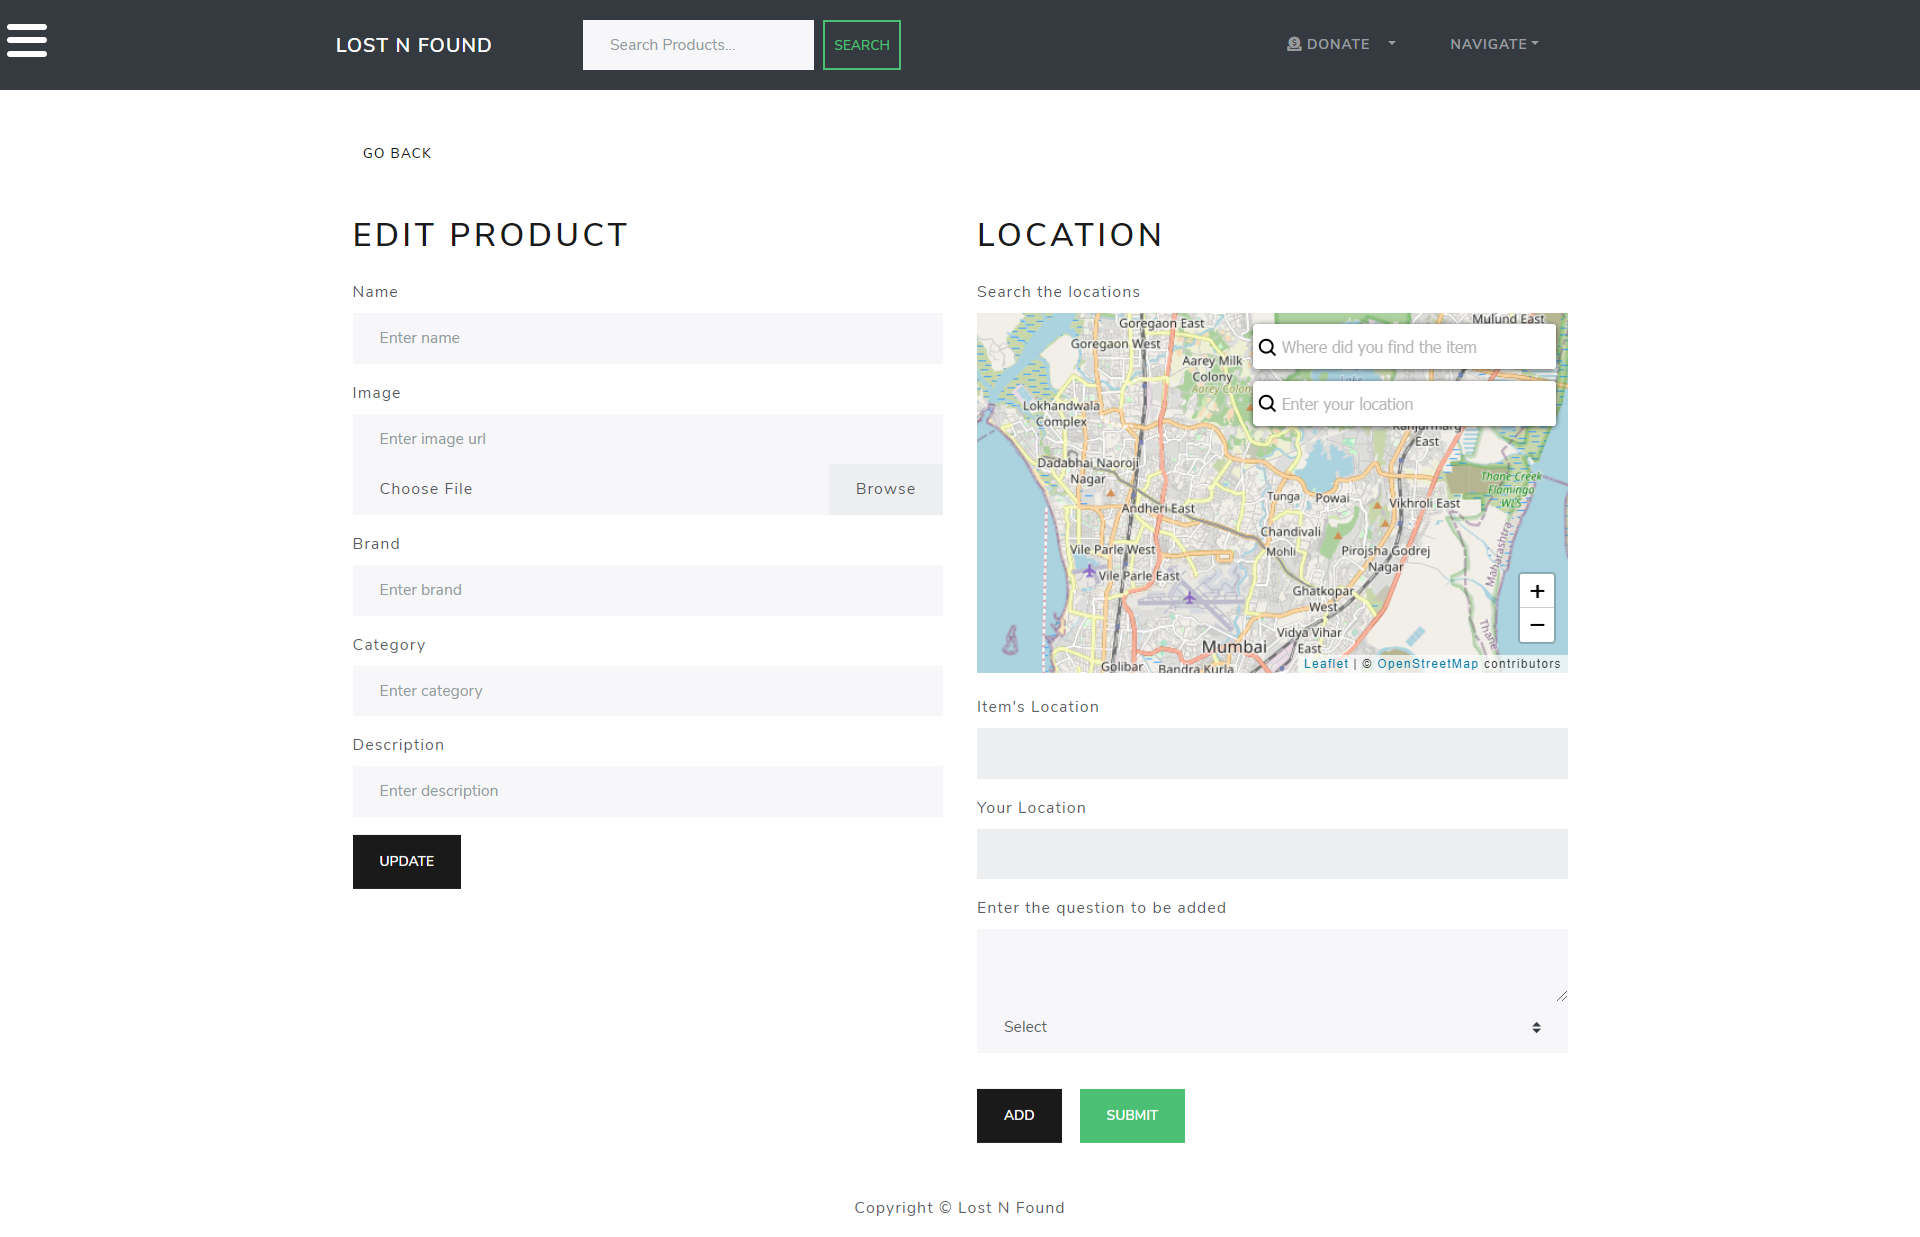 LOST N FOUND
Search Products...
SEARCH
DONATE
NAVIGATE
GO BACK
EDIT PRODUCT
Name
Enter name
Image
Enter image url
Choose File
Browse
Brand
Enter brand
Category
Enter category
Description
Enter description
UPDATE
LOCATION
Search the locations
Goregaon East
Mulund East
Goregaon West
Where did you find the item
Aarey Milk
Colony
Aarey Colony
Lake
Lokhandwala
Complex
Enter your location
Kanjurmarg
East
Dadabhai Naoroji
Nagar
Thane Creek
Flamingo
WLS
Tunga
Powai
Vikhroli East
Andheri East
Chandivali
Mohli
Pirojsha Godrej
Nagar
Vile Parle West
Vile Parle East
Maharashtra
Ghatkopar
West
+
−
Vidya Vihar
East
Thane
Mumbai
Golibar
Bandra Kurla
Leaflet | © OpenStreetMap contributors
Item's Location
Your Location
Enter the question to be added
Select
ADD
SUBMIT
Copyright © Lost N Found